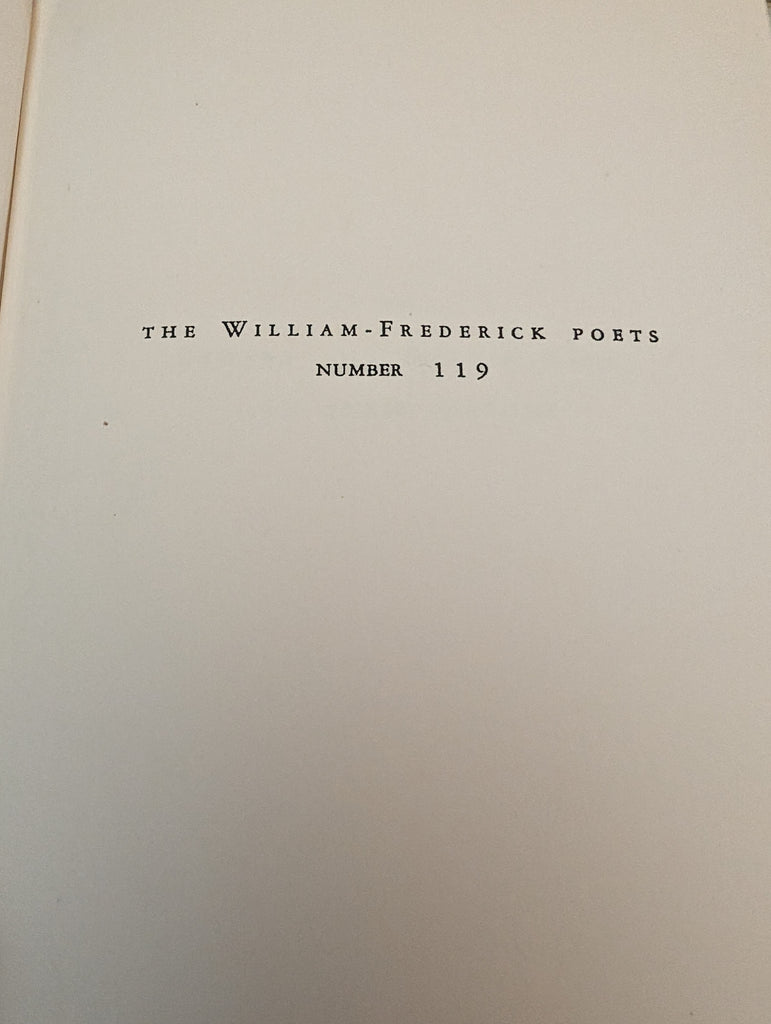 THE WILLIAM-FREDERICK POETS
NUMBER 119